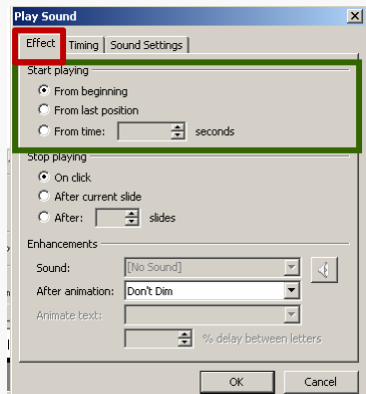 Play Sound
Effect Timing Sound Settings
Start playing
From beginning
From last position
From time: seconds
Stop playing
On click
After current slide
After: slides
Enhancements
Sound: [No Sound]
After animation: Don't Dim
Animate text:
% delay between letters
OK Cancel